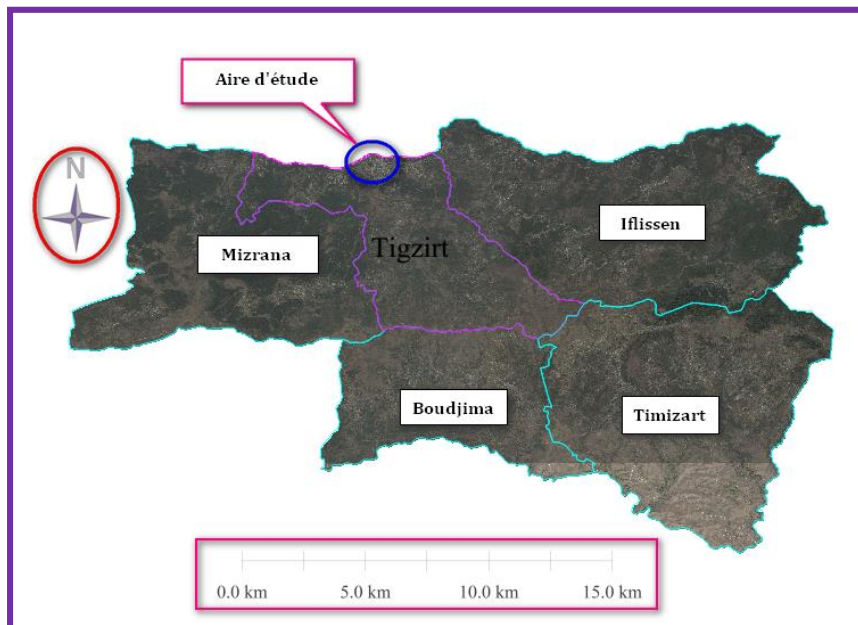 Aire d'étude
N
Iflissen
Mizrana
Tigzirt
Boudjima
Timizart
0.0 km 5.0 km 10.0 km 15.0 km